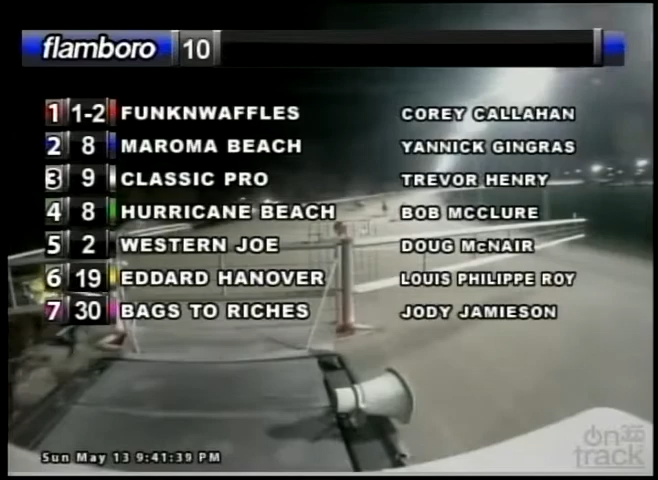 flamboro 10
1 1-2 FUNKNWAFFLES COREY CALLAHAN
2 8 MAROMA BEACH YANNICK GINGRAS
3 9 CLASSIC PRO TREVOR HENRY
4 8 HURRICANE BEACH BOB MCCLURE
5 2 WESTERN JOE DOUG McNAIR
6 19 EDDARD HANOVER LOUIS PHILIPPE ROY
7 30 BAGS TO RICHES JODY JAMIESON
on
track
Sun May 13 9:41:39 PM